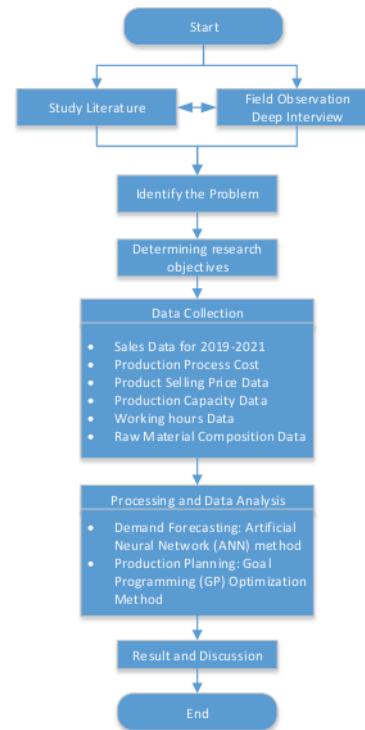 Start
Study Literature
Field Observation
Deep Interview
Identify the Problem
Determining research
objectives
Data Collection
• Sales Data for 2019-2021
• Production Process Cost
• Product Selling Price Data
• Production Capacity Data
• Working hours Data
• Raw Material Composition Data
Processing and Data Analysis
• Demand Forecasting: Artificial
Neural Network (ANN) method
• Production Planning: Goal
Programming (GP) Optimization
Method
Result and Discussion
End